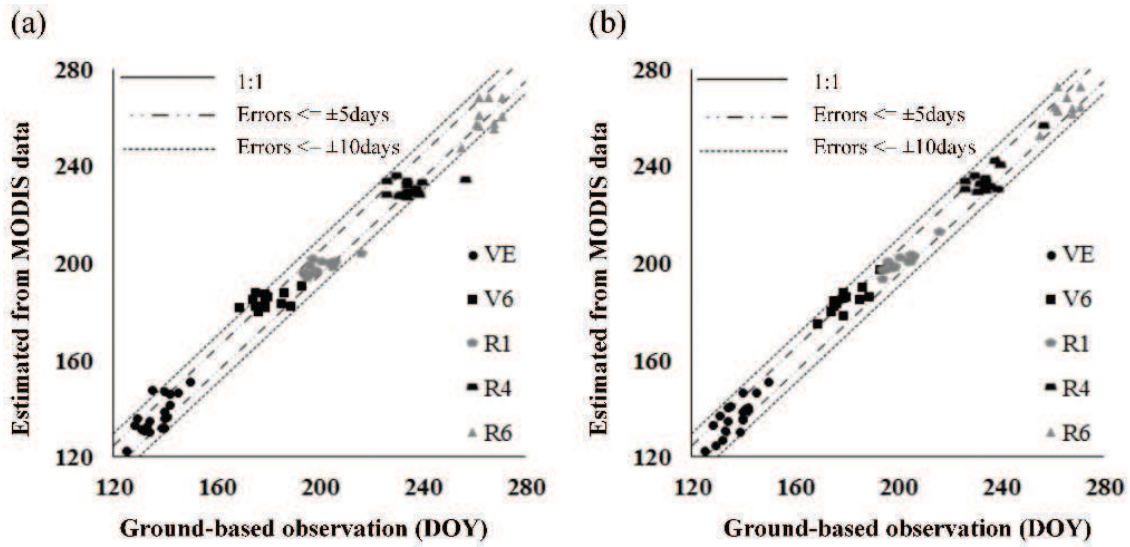 (a)
280
240
200
160
120
120 160 200 240 280
Estimated from MODIS data
Ground-based observation (DOY)
1:1
Errors <= ±5days
Errors <= ±10days
VE
V6
R1
R4
R6
(b)
280
240
200
160
120
120 160 200 240 280
Estimated from MODIS data
Ground-based observation (DOY)
1:1
Errors <= ±5days
Errors <= ±10days
VE
V6
R1
R4
R6